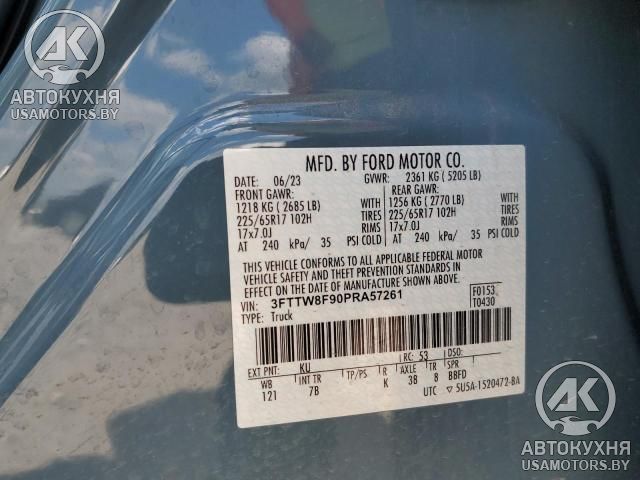 AK
АВТОКУХНЯ
USAMOTORS.BY
MFD. BY FORD MOTOR CO.
DATE: 06/23 GVWR: 2361 KG ( 5205 LB)
FRONT GAWR: REAR GAWR:
1218 KG ( 2685 LB) 1256 KG ( 2770 LB)
225/65R17 102H TIRES 225/65R17 102H TIRES
17x7.0J RIMS 17x7.0J RIMS
AT 240 kPa/ 35 PSI COLD AT 240 kPa/ 35 PSI COLD
THIS VEHICLE CONFORMS TO ALL APPLICABLE FEDERAL MOTOR
VEHICLE SAFETY AND THEFT PREVENTION STANDARDS IN EFFECT
ON THE DATE OF MANUFACTURE SHOWN ABOVE.
VIN: 3FTTW8F90PRA57261 F0153
TYPE: Truck T0430
EXT PNT: KU RC: 53 DSO:
WB INT TR TP/PS R AXLE TR SPR
121 7B K 3B 8 BBFD
UTC 5U5A-1520472-BA
AK
АВТОКУХНЯ
USAMOTORS.BY